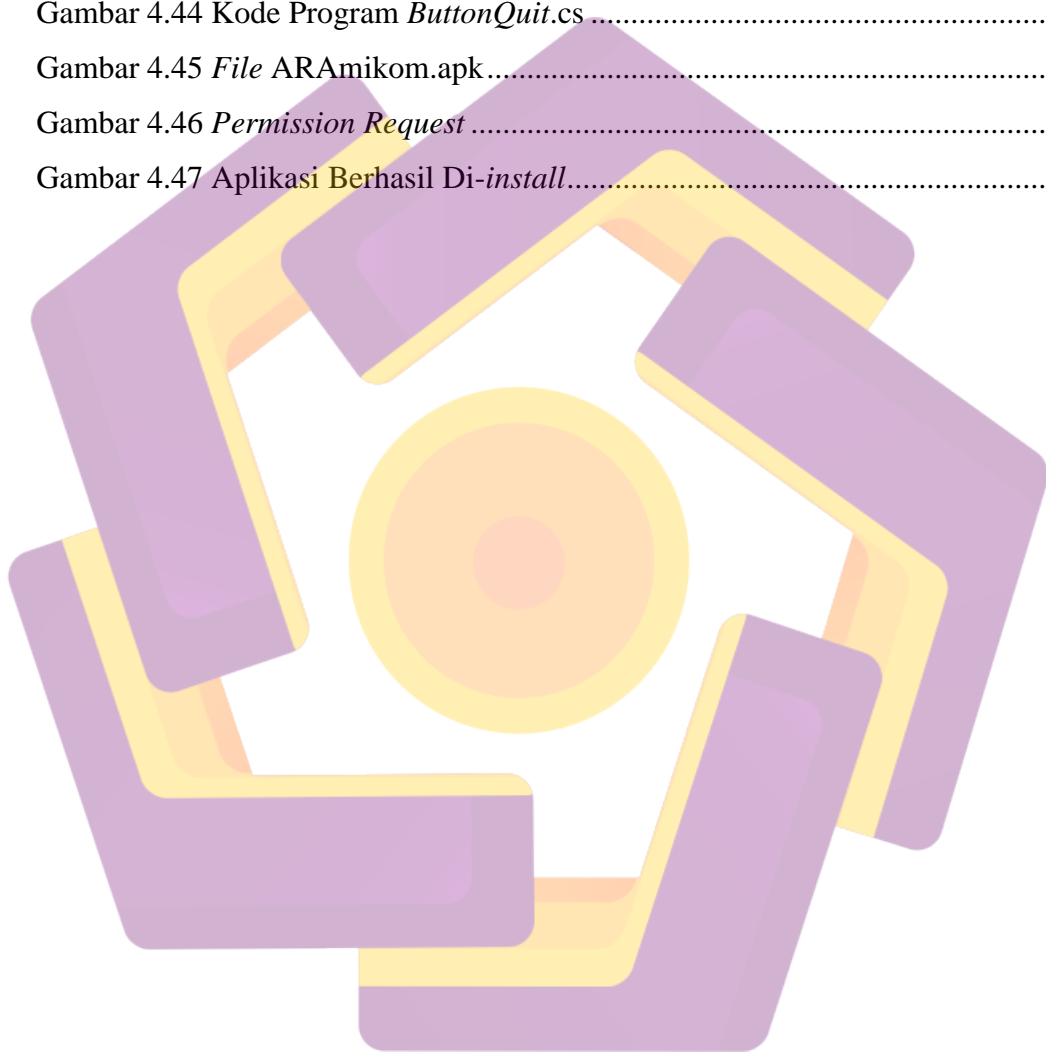 Gambar 4.44 Kode Program ButtonQuit.cs ........................................................
Gambar 4.45 File ARAmikom.apk ........................................................................
Gambar 4.46 Permission Request ..........................................................................
Gambar 4.47 Aplikasi Berhasil Di-install.............................................................